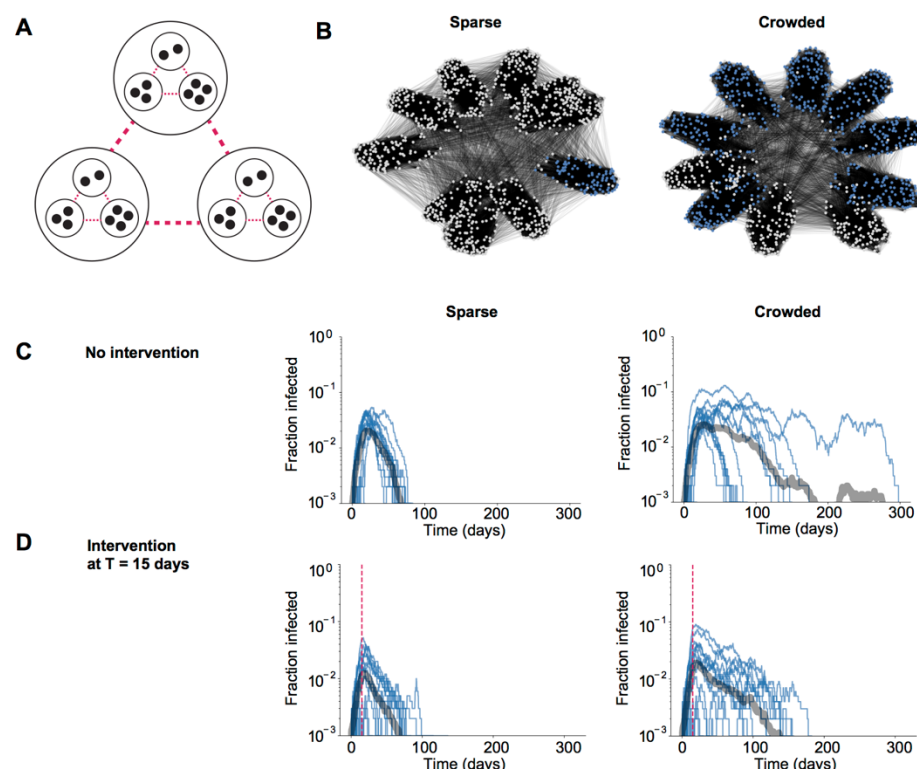 A
B
Sparse
Crowded
Sparse
Crowded
C
No intervention
Fraction infected
10^0
10^-1
10^-2
10^-3
0
100
200
300
Time (days)
Fraction infected
10^0
10^-1
10^-2
10^-3
0
100
200
300
Time (days)
D
Intervention
at T = 15 days
Fraction infected
10^0
10^-1
10^-2
10^-3
0
100
200
300
Time (days)
Fraction infected
10^0
10^-1
10^-2
10^-3
0
100
200
300
Time (days)